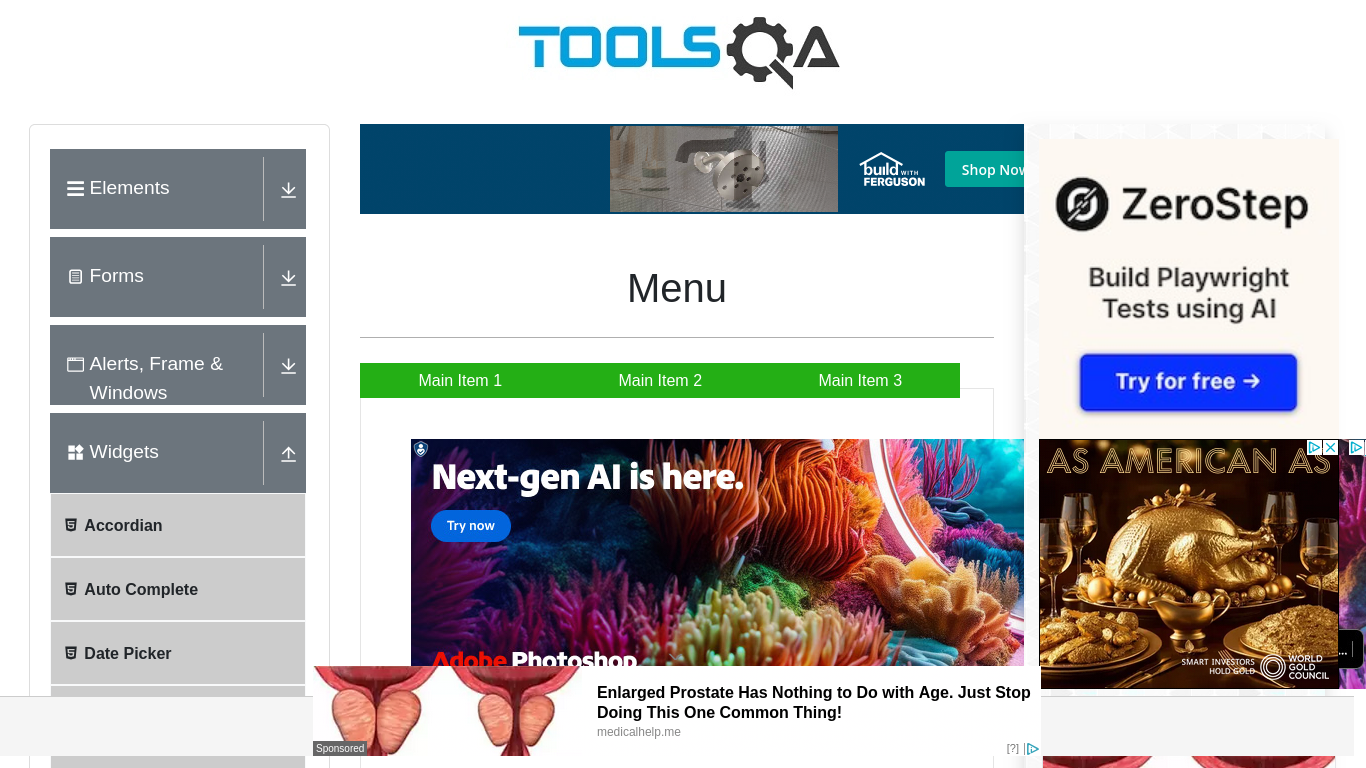 TOOLSQA
Elements
Forms
Alerts, Frame &
Windows
Widgets
Accordian
Auto Complete
Date Picker
build WITH
FERGUSON
Shop Now
Menu
Main Item 1
Main Item 2
Main Item 3
Next-gen AI is here.
Try now
Adobe Photoshop
ZeroStep
Build Playwright
Tests using AI
Try for free →
AS AMERICAN AS
SMART INVESTORS
HOLD GOLD
WORLD
GOLD
COUNCIL
...
Enlarged Prostate Has Nothing to Do with Age. Just Stop
Doing This One Common Thing!
medicalhelp.me
Sponsored
[?]